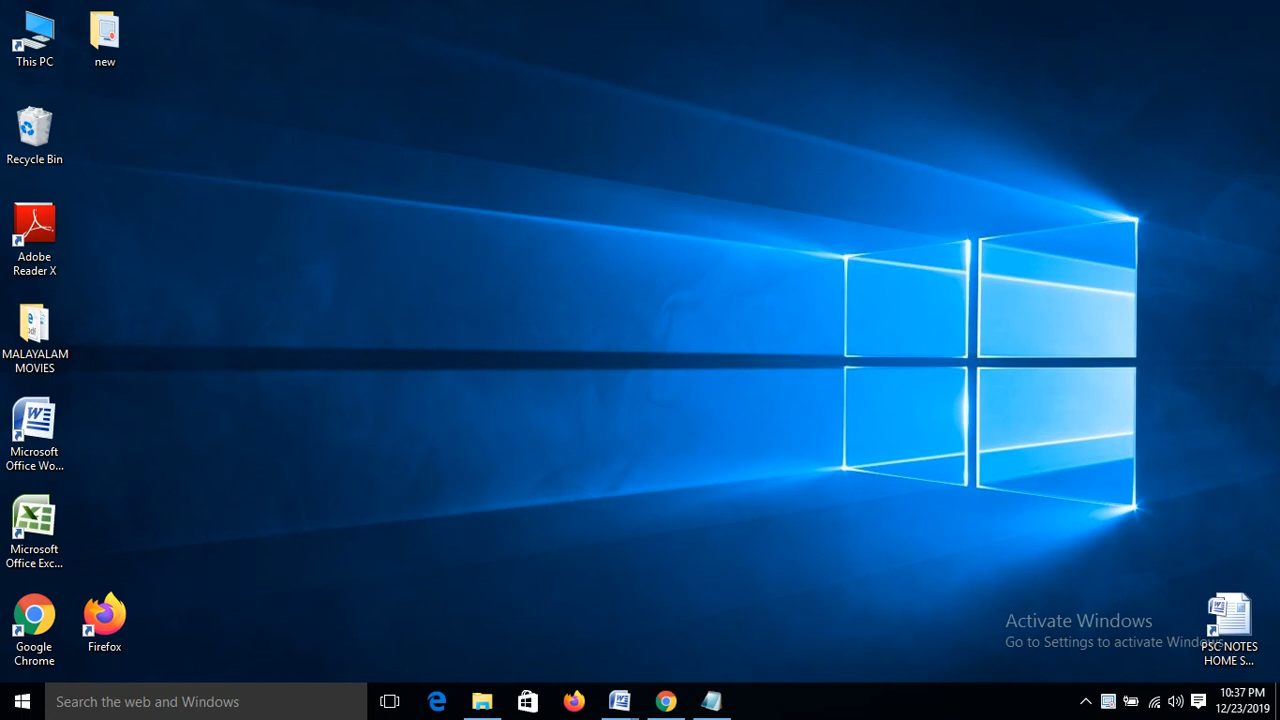 This PC
new
Recycle Bin
Adobe
Reader X
MALAYALAM
MOVIES
Microsoft
Office Wo...
Microsoft
Office Exc...
Google
Chrome
Firefox
Activate Windows
Go to Settings to activate Windows.
PSC NOTES
HOME S...
Search the web and Windows
10:37 PM
12/23/2019